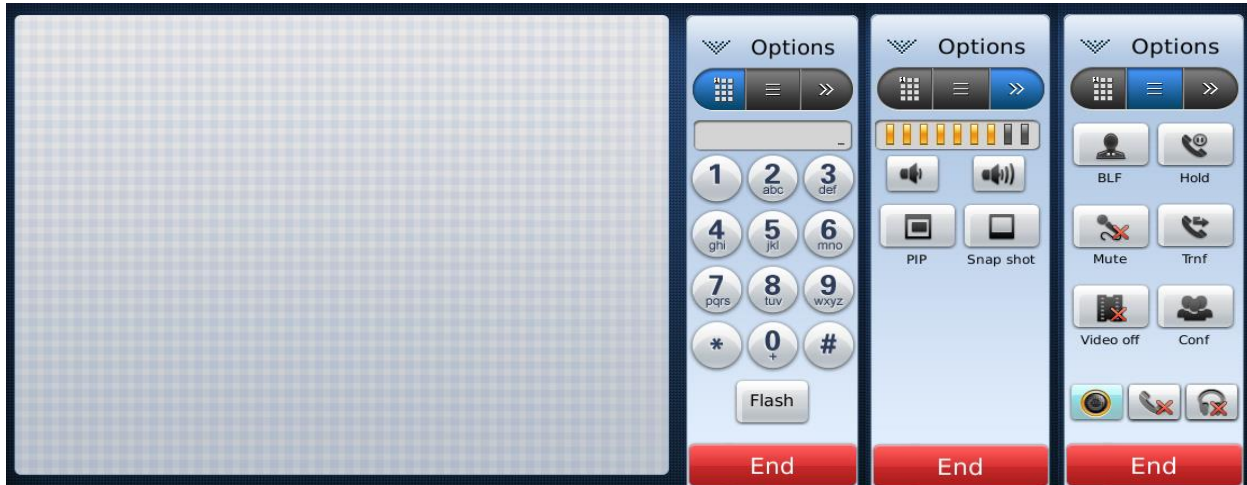 Options
1 2 abc 3 def
4 ghi 5 jkl 6 mno
7 pqrs 8 tuv 9 wxyz
* 0 + #
Flash
End
Options
PIP Snap shot
End
Options
BLF Hold
Mute Trnf
Video off Conf
End